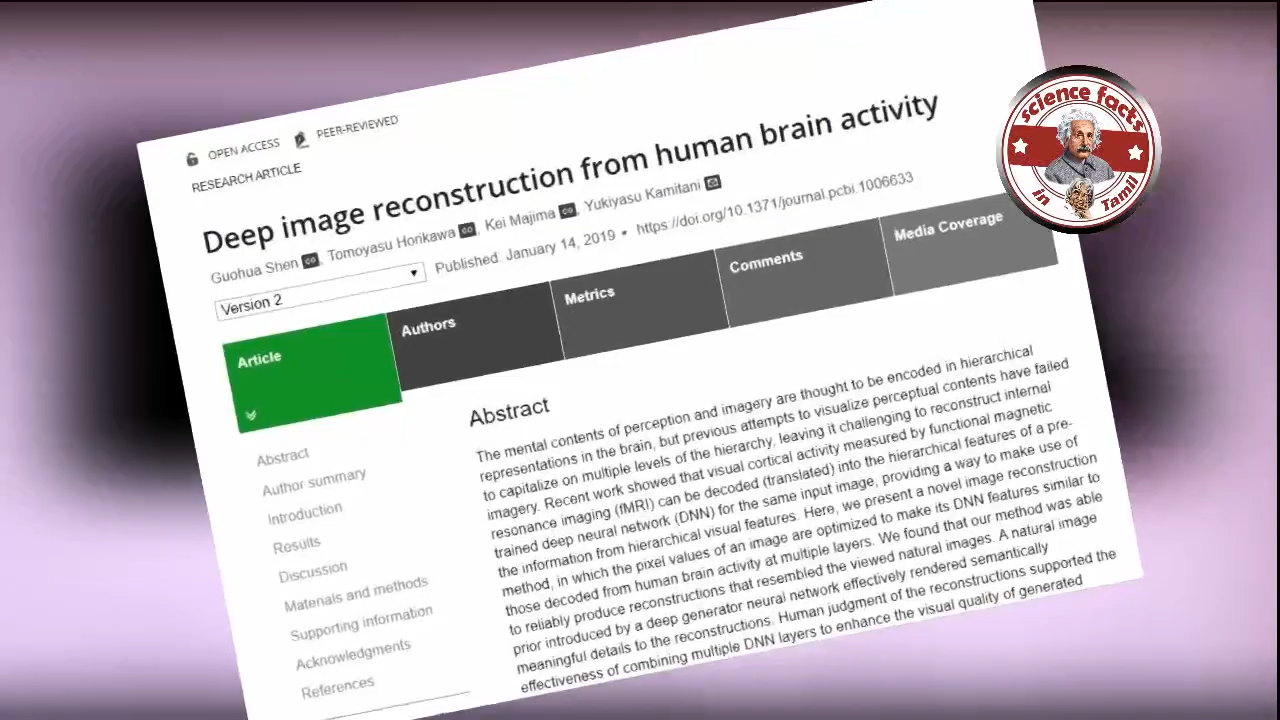 OPEN ACCESS PEER-REVIEWED
RESEARCH ARTICLE
Deep image reconstruction from human brain activity
Guohua Shen, Tomoyasu Horikawa, Kei Majima, Yukiyasu Kamitani
Version 2
Published: January 14, 2019 • https://doi.org/10.1371/journal.pcbi.1006633
Article
Authors
Metrics
Comments
Media Coverage
Abstract
Author summary
Introduction
Results
Discussion
Materials and methods
Supporting information
Acknowledgments
References
Abstract
The mental contents of perception and imagery are thought to be encoded in hierarchical
representations in the brain, but previous attempts to visualize perceptual contents have failed
to capitalize on multiple levels of the hierarchy, leaving it challenging to reconstruct internal
imagery. Recent work showed that visual cortical activity measured by functional magnetic
resonance imaging (fMRI) can be decoded (translated) into the hierarchical features of a pre-
trained deep neural network (DNN) for the same input image, providing a way to make use of
the information from hierarchical visual features. Here, we present a novel image reconstruction
method, in which the pixel values of an image are optimized to make its DNN features similar to
those decoded from human brain activity at multiple layers. We found that our method was able
to reliably produce reconstructions that resembled the viewed natural images. A natural image
prior introduced by a deep generator neural network effectively rendered semantically
meaningful details to the reconstructions. Human judgment of the reconstructions supported the
effectiveness of combining multiple DNN layers to enhance the visual quality of generated
science facts
in Tamil